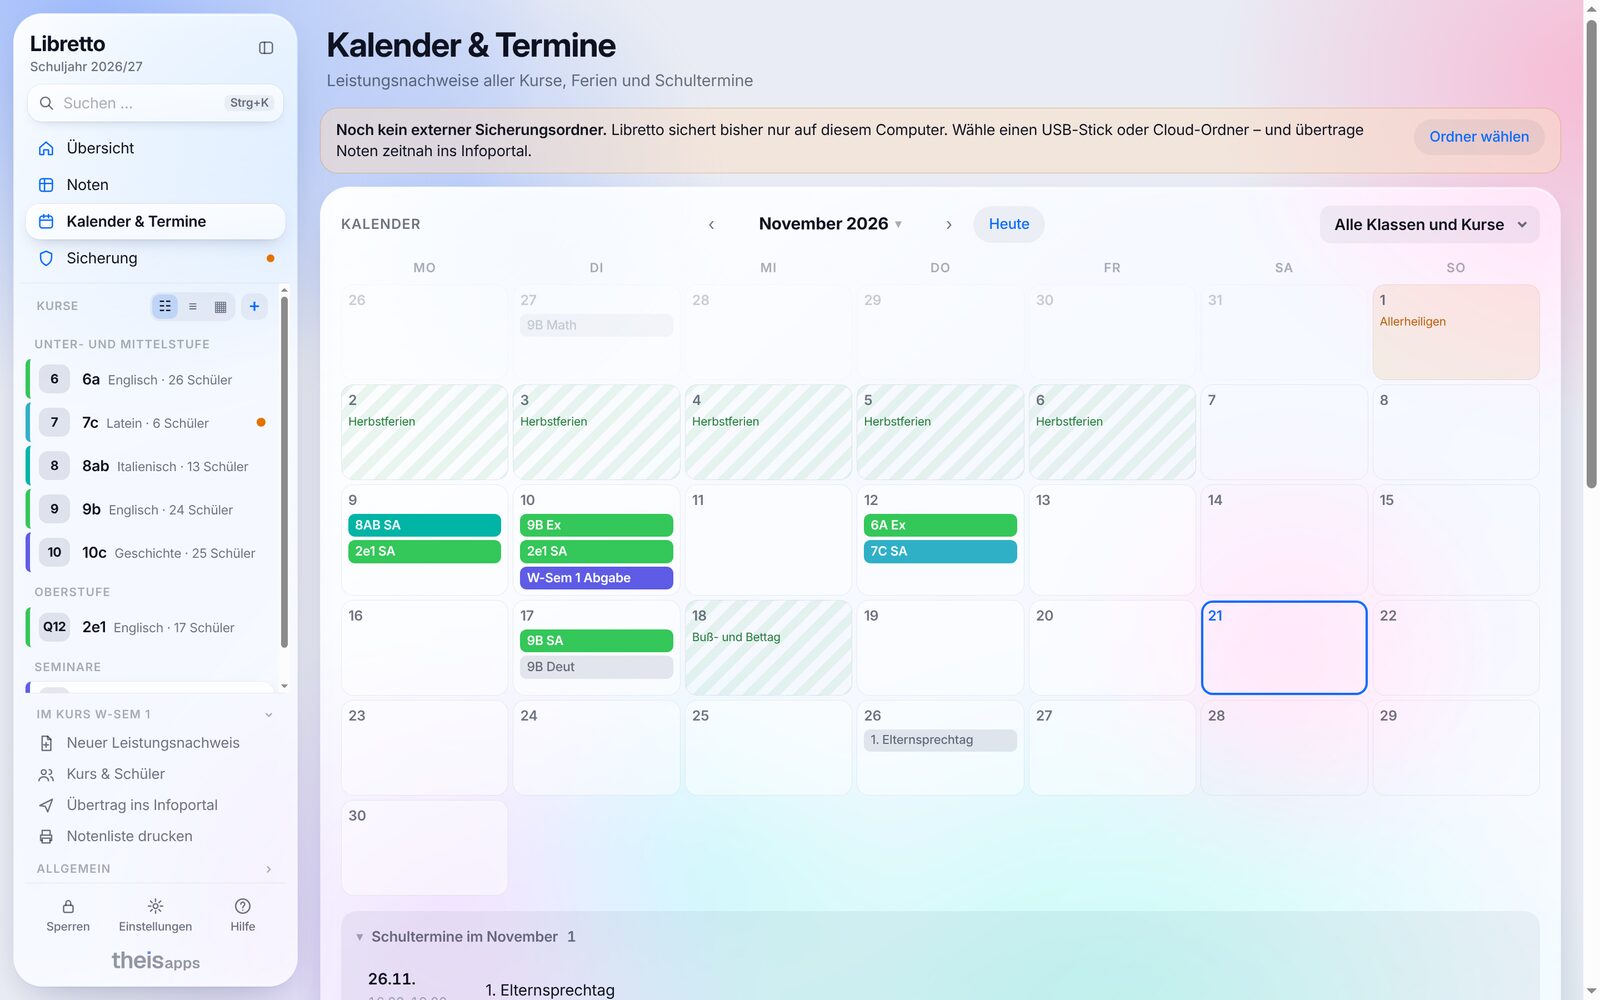 Libretto
Schuljahr 2026/27
Suchen ... Strg+K
Übersicht
Noten
Kalender & Termine
Sicherung
KURSE
UNTER- UND MITTELSTUFE
6 6a Englisch · 26 Schüler
7 7c Latein · 6 Schüler
8 8ab Italienisch · 13 Schüler
9 9b Englisch · 24 Schüler
10 10c Geschichte · 25 Schüler
OBERSTUFE
Q12 2e1 Englisch · 17 Schüler
SEMINARE
IM KURS W-SEM 1
Neuer Leistungsnachweis
Kurs & Schüler
Übertrag ins Infoportal
Notenliste drucken
ALLGEMEIN
Sperren Einstellungen Hilfe
theisapps
Kalender & Termine
Leistungsnachweise aller Kurse, Ferien und Schultermine
Noch kein externer Sicherungsordner. Libretto sichert bisher nur auf diesem Computer. Wähle einen USB-Stick oder Cloud-Ordner – und übertrage
Noten zeitnah ins Infoportal.
Ordner wählen
KALENDER
November 2026
Heute
Alle Klassen und Kurse
MO DI MI DO FR SA SO
26 27 28 29 30 31 1
9B Math
Allerheiligen
2 3 4 5 6 7 8
Herbstferien Herbstferien Herbstferien Herbstferien Herbstferien
9 10 11 12 13 14 15
8AB SA 9B Ex 6A Ex
2e1 SA 2e1 SA 7C SA
W-Sem 1 Abgabe
16 17 18 19 20 21 22
9B SA Buß- und Bettag
9B Deut
23 24 25 26 27 28 29
1. Elternsprechtag
30
Schultermine im November 1
26.11.
1. Elternsprechtag